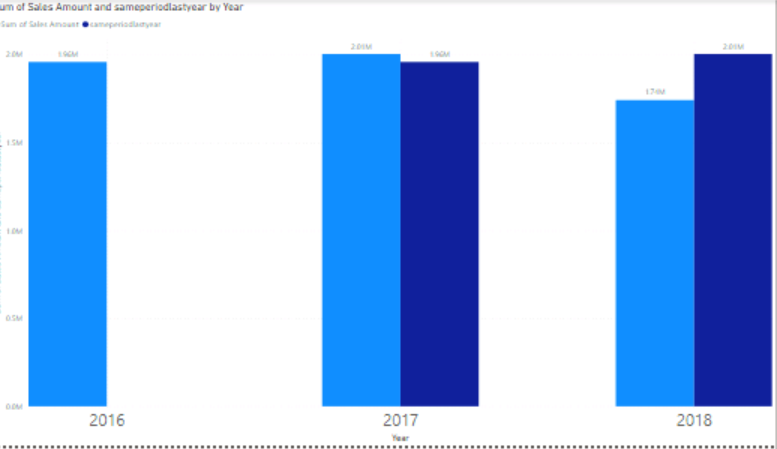 um of Sales Amount and sameperiodlastyear by Year
Sum of Sales Amount sameperiodlastyear
2.0M
1.5M
1.0M
0.5M
0.0M
1.96M
2.01M
1.96M
1.74M
2.01M
2016
2017
2018
Year